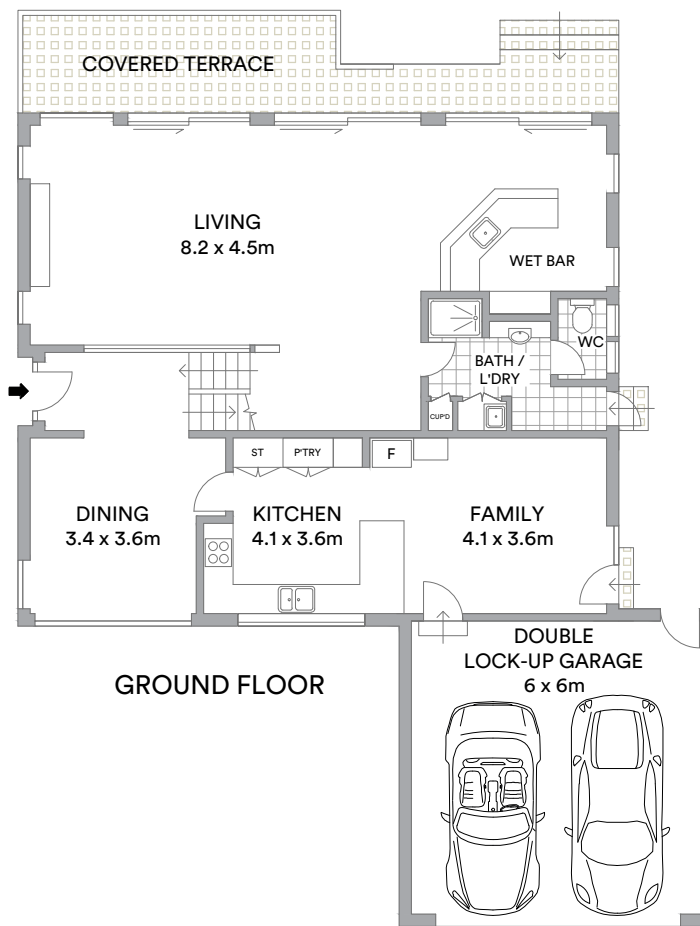 COVERED TERRACE
LIVING
8.2 x 4.5m
WET BAR
WC
BATH /
L'DRY
CUP'D
ST
P'TRY
F
DINING
3.4 x 3.6m
KITCHEN
4.1 x 3.6m
FAMILY
4.1 x 3.6m
DOUBLE
LOCK-UP GARAGE
6 x 6m
GROUND FLOOR